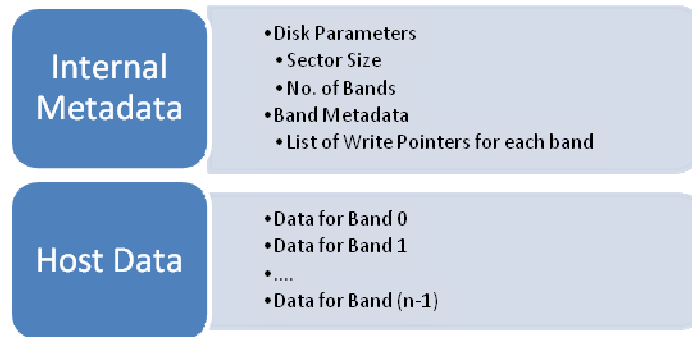 Internal
Metadata
•Disk Parameters
•Sector Size
•No. of Bands
•Band Metadata
•List of Write Pointers for each band
Host Data
•Data for Band 0
•Data for Band 1
•....
•Data for Band (n-1)